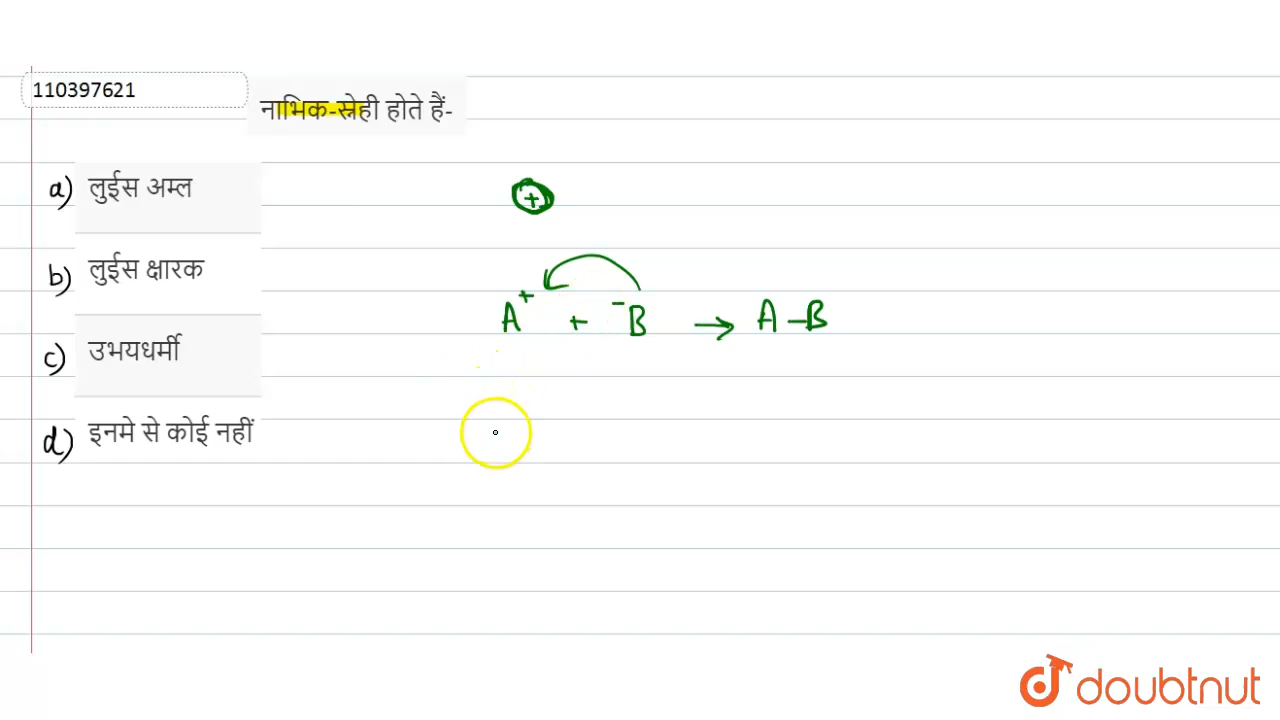 110397621
नाभिक-स्नेही होते हैं-
a) लुईस अम्ल
+
b) लुईस क्षारक
A⁺ + ⁻B → A–B
c) उभयधर्मी
d) इनमे से कोई नहीं
doubtnut